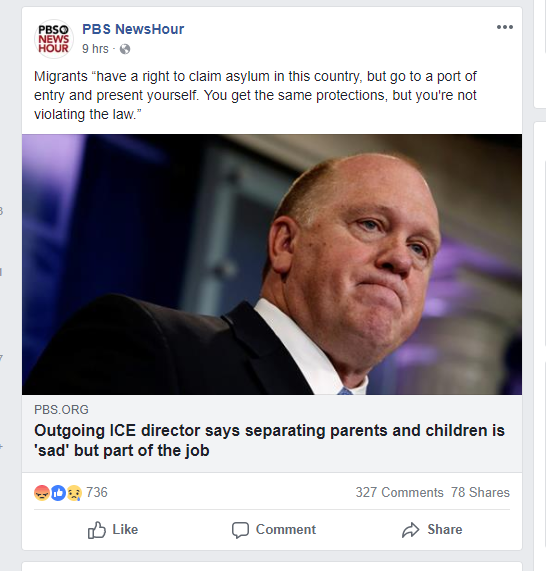 PBS
NEWS
HOUR
PBS NewsHour
9 hrs ·
Migrants “have a right to claim asylum in this country, but go to a port of
entry and present yourself. You get the same protections, but you're not
violating the law.”
PBS.ORG
Outgoing ICE director says separating parents and children is
'sad' but part of the job
736
327 Comments 78 Shares
Like
Comment
Share